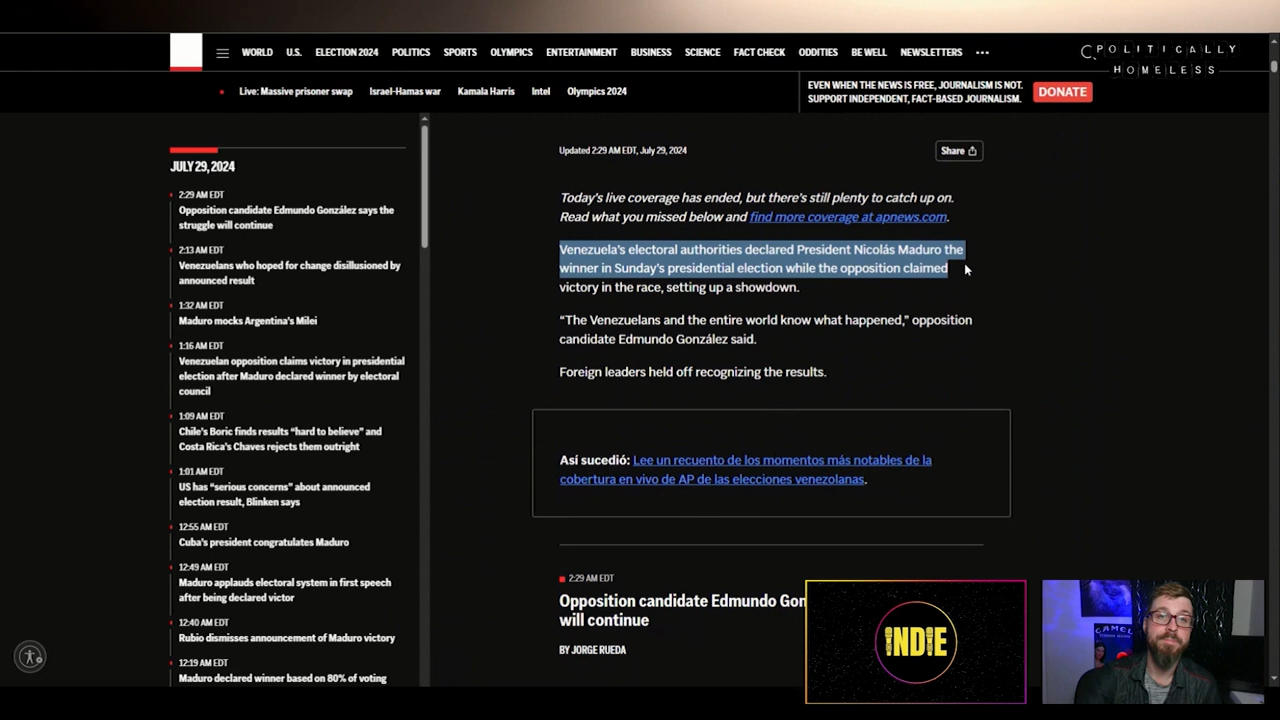 WORLD U.S. ELECTION 2024 POLITICS SPORTS OLYMPICS ENTERTAINMENT BUSINESS SCIENCE FACT CHECK ODDITIES BE WELL NEWSLETTERS
POLITICALLY
HOMELESS
Live: Massive prisoner swap Israel-Hamas war Kamala Harris Intel Olympics 2024
EVEN WHEN THE NEWS IS FREE, JOURNALISM IS NOT.
SUPPORT INDEPENDENT, FACT-BASED JOURNALISM.
DONATE
JULY 29, 2024
2:29 AM EDT
Opposition candidate Edmundo González says the
struggle will continue
2:13 AM EDT
Venezuelans who hoped for change disillusioned by
announced result
1:32 AM EDT
Maduro mocks Argentina's Milei
1:16 AM EDT
Venezuelan opposition claims victory in presidential
election after Maduro declared winner by electoral
council
1:09 AM EDT
Chile's Boric finds results “hard to believe” and
Costa Rica's Chaves rejects them outright
1:01 AM EDT
US has “serious concerns” about announced
election result, Blinken says
12:55 AM EDT
Cuba's president congratulates Maduro
12:49 AM EDT
Maduro applauds electoral system in first speech
after being declared victor
12:40 AM EDT
Rubio dismisses announcement of Maduro victory
12:19 AM EDT
Maduro declared winner based on 80% of voting
Updated 2:29 AM EDT, July 29, 2024
Share
Today's live coverage has ended, but there's still plenty to catch up on.
Read what you missed below and find more coverage at apnews.com.
Venezuela's electoral authorities declared President Nicolás Maduro the
winner in Sunday's presidential election while the opposition claimed
victory in the race, setting up a showdown.
“The Venezuelans and the entire world know what happened,” opposition
candidate Edmundo González said.
Foreign leaders held off recognizing the results.
Así sucedió: Lee un recuento de los momentos más notables de la
cobertura en vivo de AP de las elecciones venezolanas.
2:29 AM EDT
Opposition candidate Edmundo Gon
will continue
BY JORGE RUEDA
INDIE
CAMEL